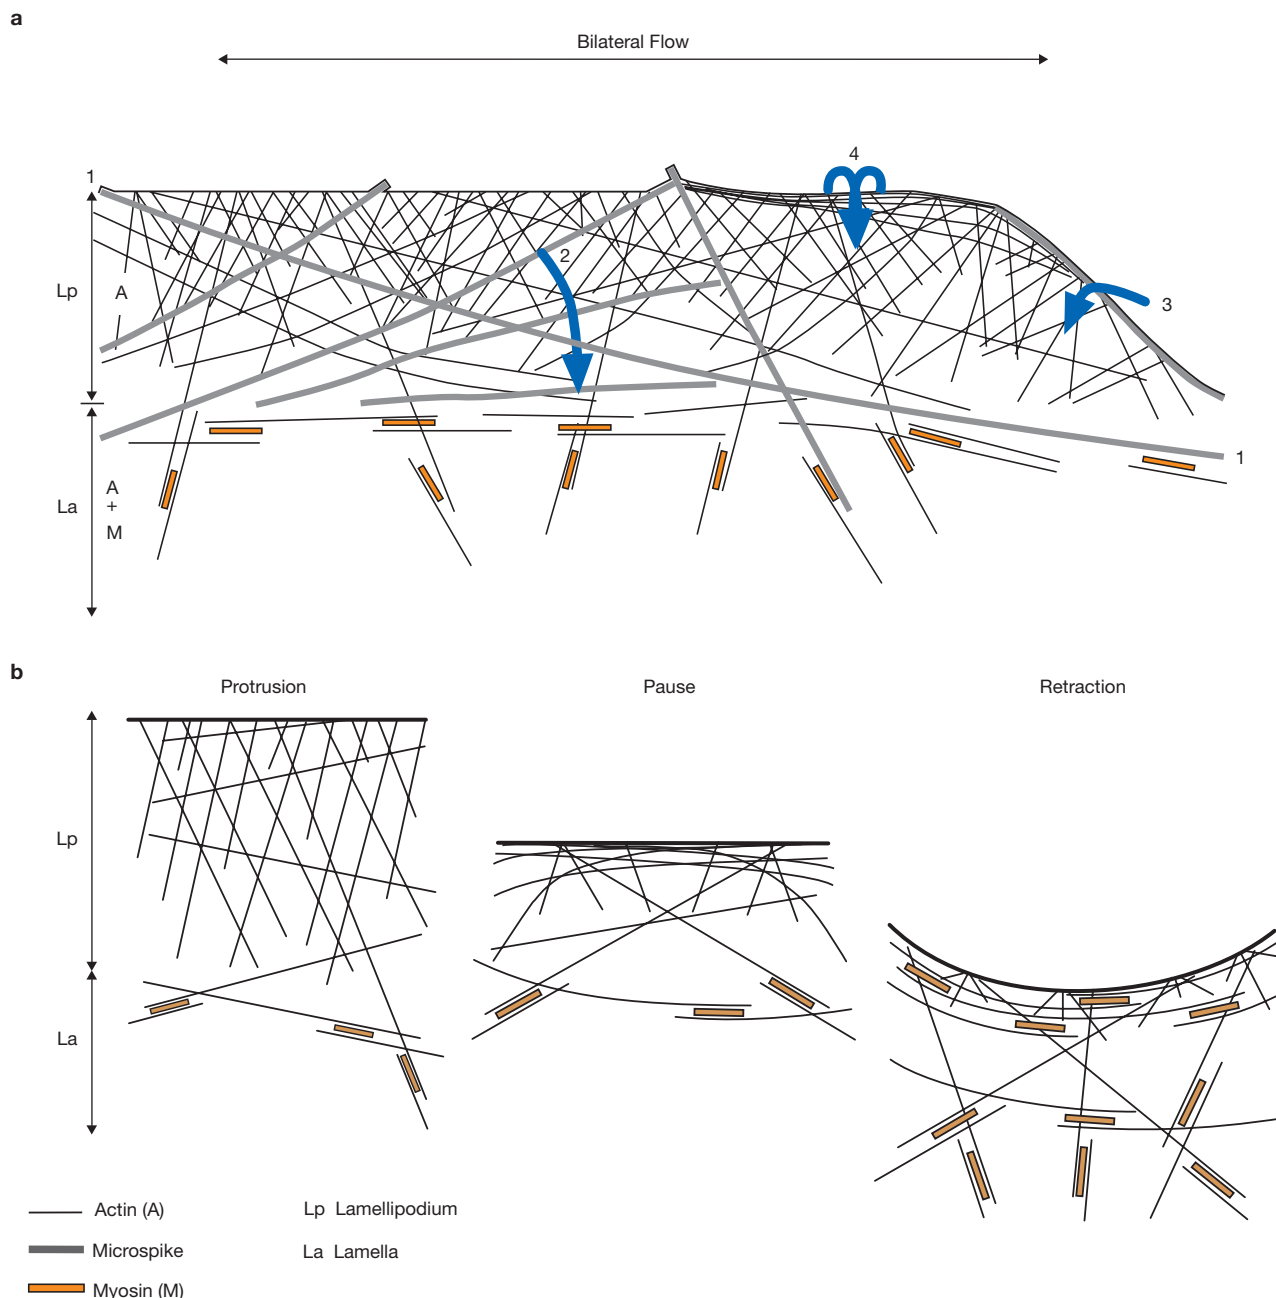 a
Bilateral Flow
4
1
2
Lp
A
3
1
La
A
+
M
b
Protrusion
Pause
Retraction
Lp
La
Actin (A)
Lp Lamellipodium
Microspike
La Lamella
Myosin (M)